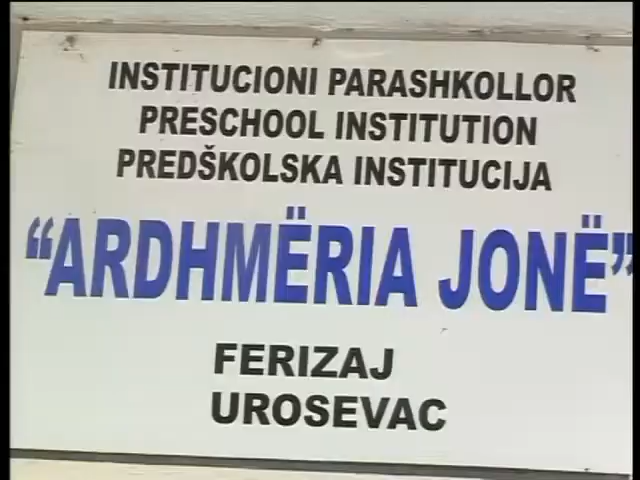 INSTITUCIONI PARASHKOLLOR
PRESCHOOL INSTITUTION
PREDŠKOLSKA INSTITUCIJA
“ARDHMËRIA JONË”
FERIZAJ
UROSEVAC